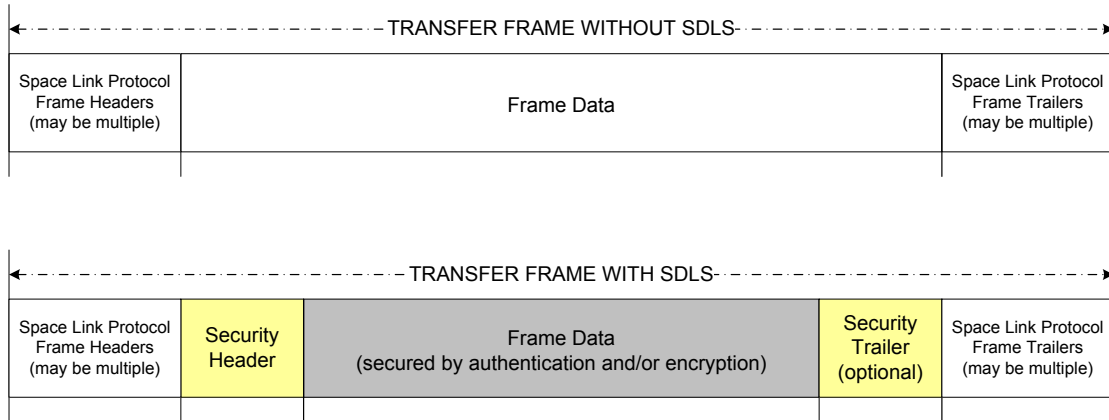 TRANSFER FRAME WITHOUT SDLS
Space Link Protocol
Frame Headers
(may be multiple)
Frame Data
Space Link Protocol
Frame Trailers
(may be multiple)
TRANSFER FRAME WITH SDLS
Space Link Protocol
Frame Headers
(may be multiple)
Security
Header
Frame Data
(secured by authentication and/or encryption)
Security
Trailer
(optional)
Space Link Protocol
Frame Trailers
(may be multiple)